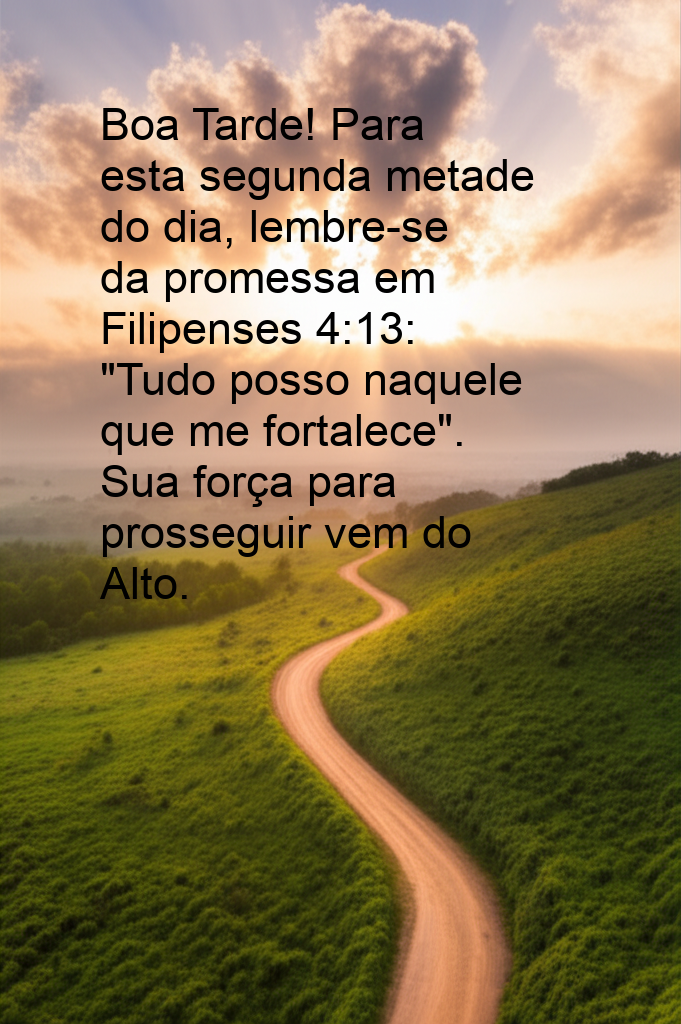 Boa Tarde! Para
esta segunda metade
do dia, lembre-se
da promessa em
Filipenses 4:13:
"Tudo posso naquele
que me fortalece".
Sua força para
prosseguir vem do
Alto.